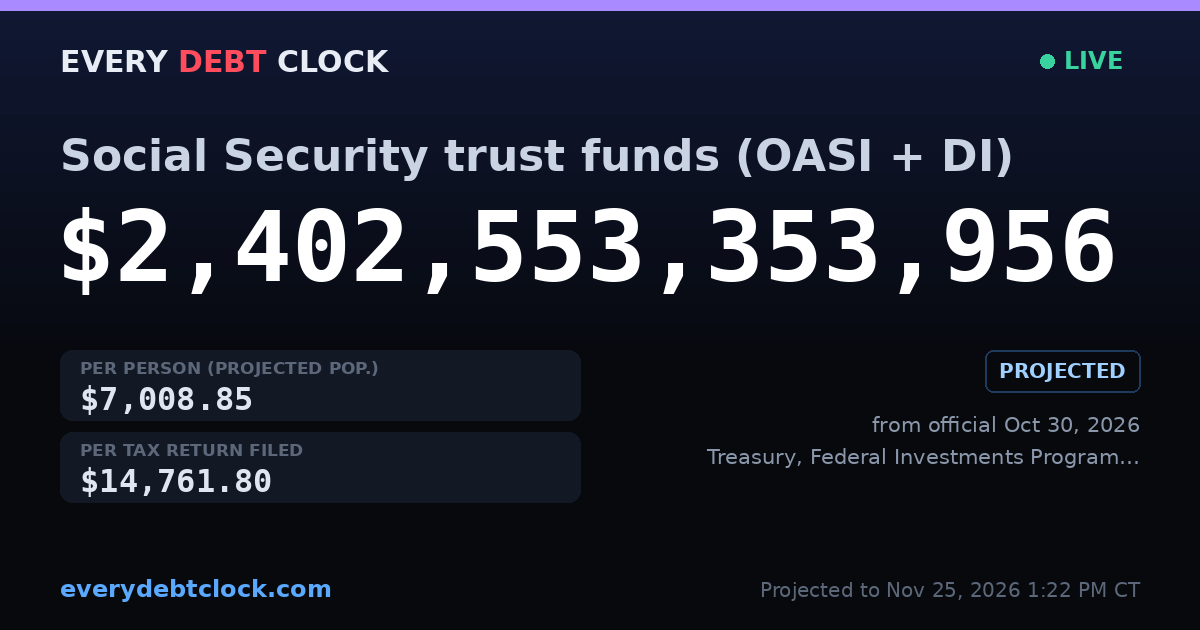 EVERY DEBT CLOCK
LIVE
Social Security trust funds (OASI + DI)
$2,402,553,353,956
PER PERSON (PROJECTED POP.)
$7,008.85
PER TAX RETURN FILED
$14,761.80
PROJECTED
from official Oct 30, 2026
Treasury, Federal Investments Program…
everydebtclock.com
Projected to Nov 25, 2026 1:22 PM CT